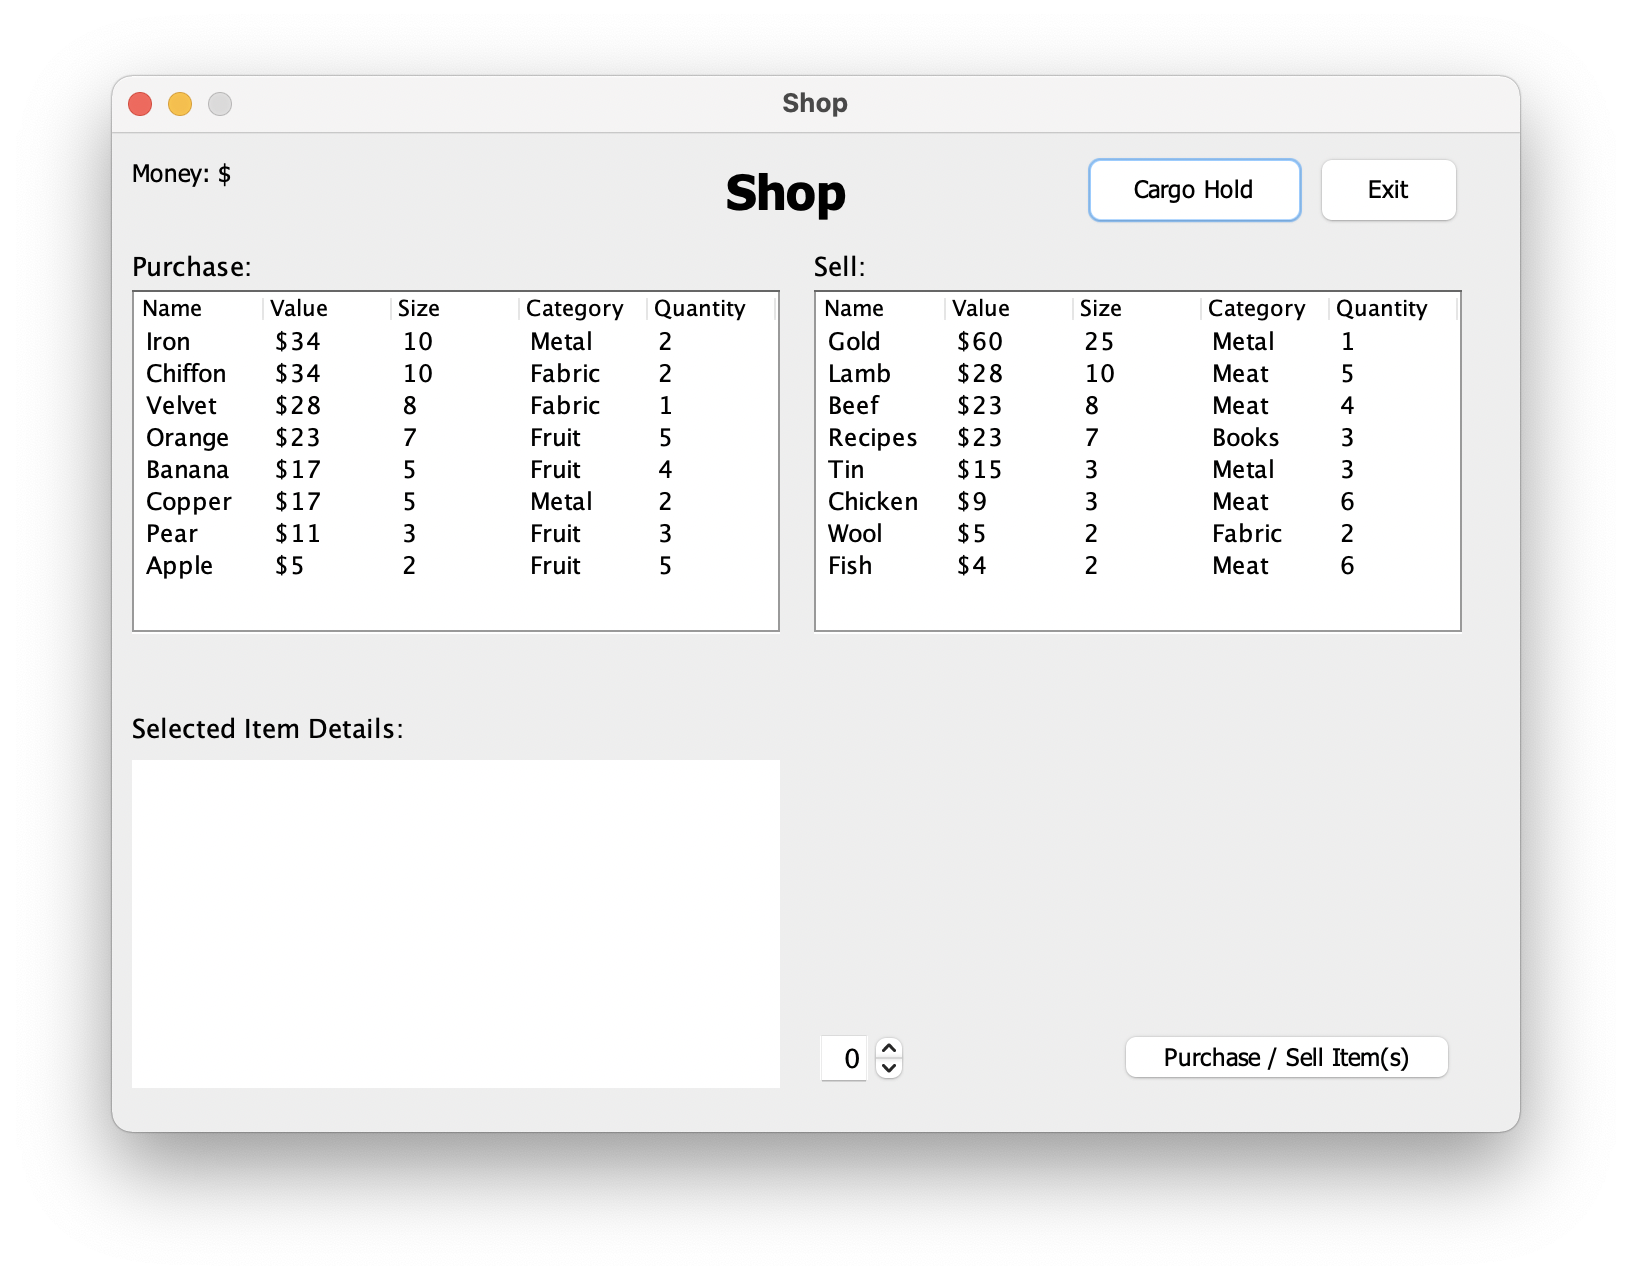 Shop
Money: $
Shop
Cargo Hold
Exit
Purchase:
Name Value Size Category Quantity
Iron $34 10 Metal 2
Chiffon $34 10 Fabric 2
Velvet $28 8 Fabric 1
Orange $23 7 Fruit 5
Banana $17 5 Fruit 4
Copper $17 5 Metal 2
Pear $11 3 Fruit 3
Apple $5 2 Fruit 5
Sell:
Name Value Size Category Quantity
Gold $60 25 Metal 1
Lamb $28 10 Meat 5
Beef $23 8 Meat 4
Recipes $23 7 Books 3
Tin $15 3 Metal 3
Chicken $9 3 Meat 6
Wool $5 2 Fabric 2
Fish $4 2 Meat 6
Selected Item Details:
0
Purchase / Sell Item(s)